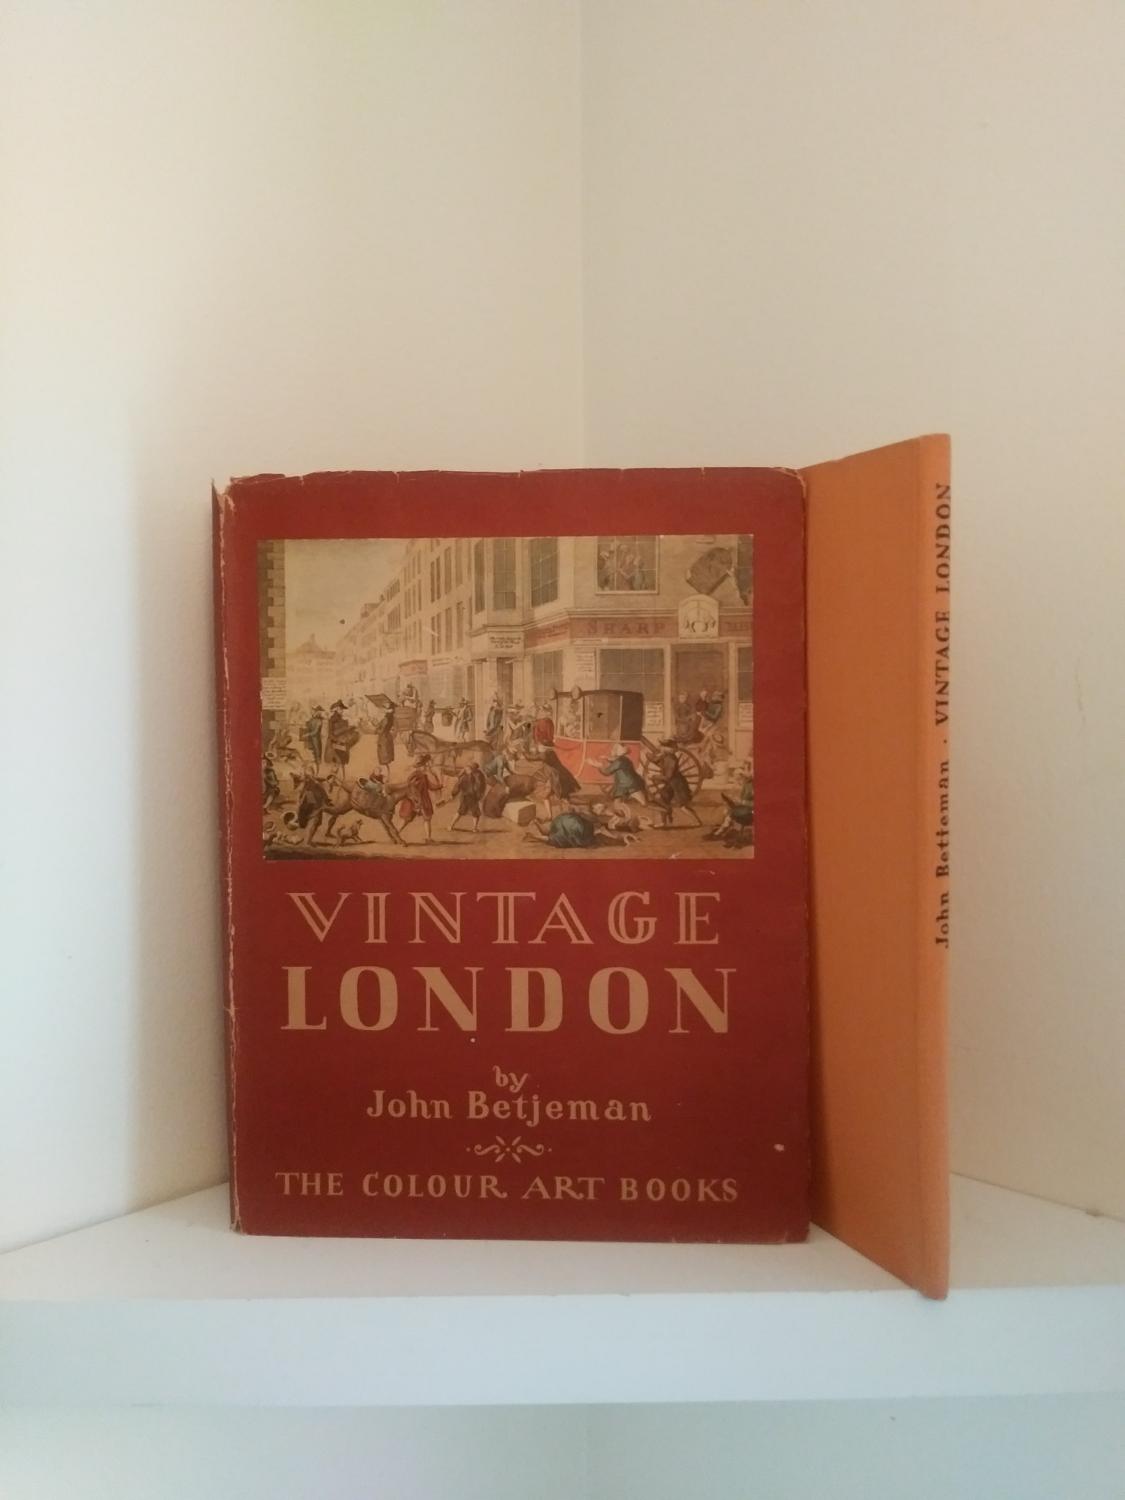 SHARP
VINTAGE
LONDON
by
John Betjeman
THE COLOUR ART BOOKS
John Betjeman . VINTAGE LONDON